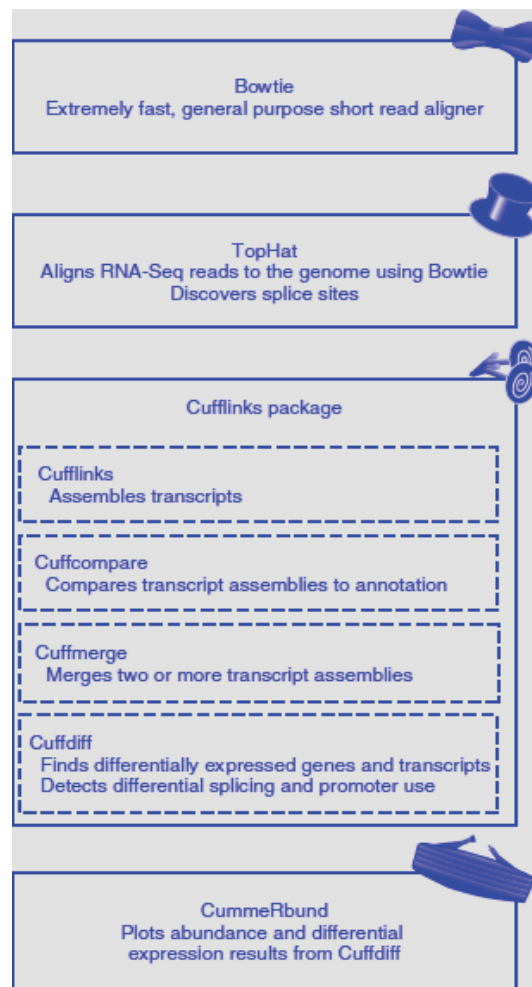 Bowtie
Extremely fast, general purpose short read aligner
TopHat
Aligns RNA-Seq reads to the genome using Bowtie
Discovers splice sites
Cufflinks package
Cufflinks
Assembles transcripts
Cuffcompare
Compares transcript assemblies to annotation
Cuffmerge
Merges two or more transcript assemblies
Cuffdiff
Finds differentially expressed genes and transcripts
Detects differential splicing and promoter use
CummeRbund
Plots abundance and differential
expression results from Cuffdiff